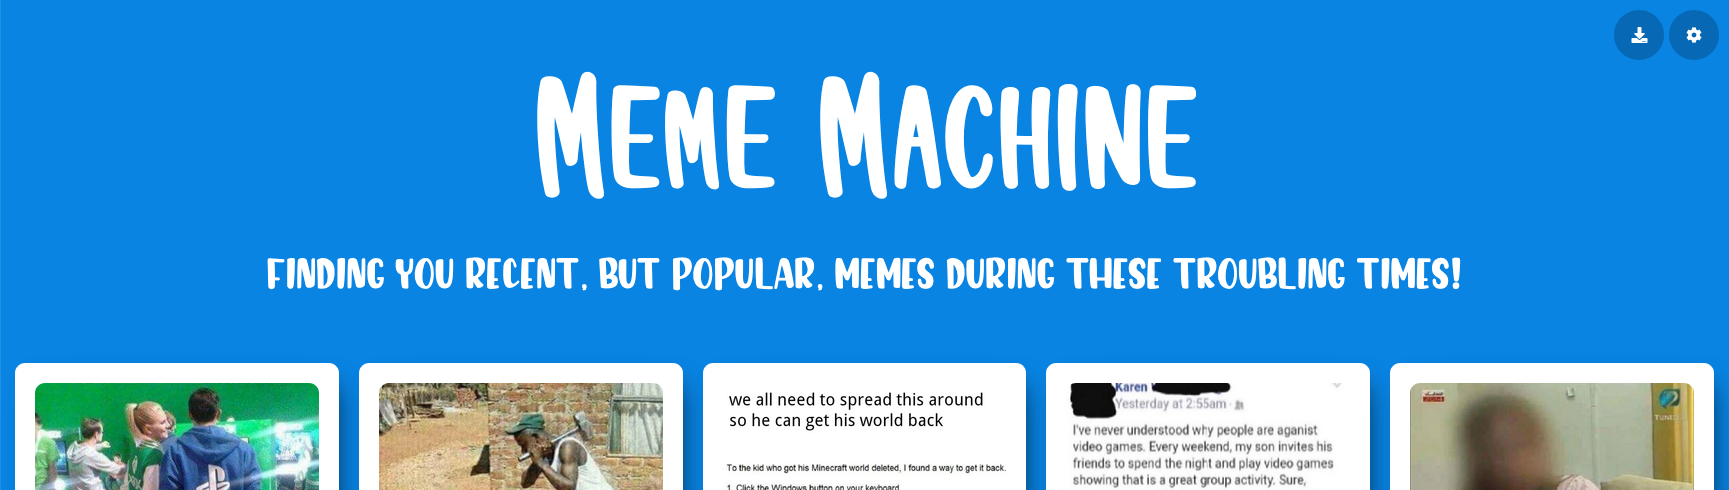 MEME MACHINE
FINDING YOU RECENT, BUT POPULAR, MEMES DURING THESE TROUBLING TIMES!
we all need to spread this around
so he can get his world back
To the kid who got his Minecraft world deleted, I found a way to get it back.
1. Click the Windows button on your keyboard
Karen
Yesterday at 2:55am ·
I've never understood why people are aganist
video games. Every weekend, my son invites his
friends to spend the night and play video games
showing that is a great group activity. Sure,